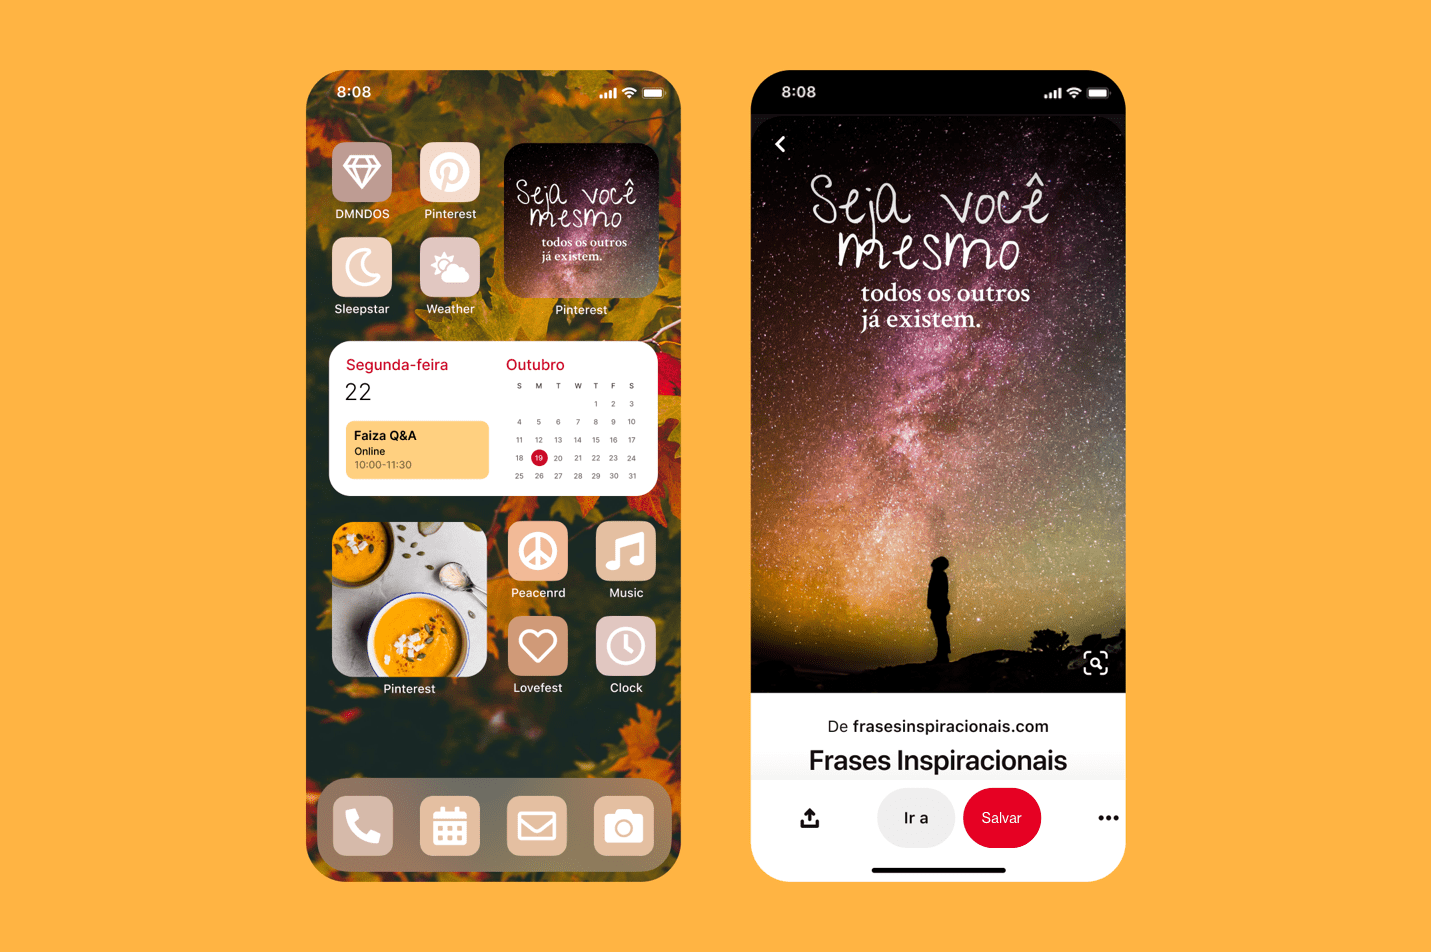 8:08
DMNDOS
Pinterest
Seja você
mesmo
todos os outros
já existem.
Sleepstar
Weather
Pinterest
Segunda-feira
22
Faiza Q&A
Online
10:00-11:30
Outubro
S M T W T F S
1 2 3
4 5 6 7 8 9 10
11 12 13 14 15 16 17
18 19 20 21 22 23 24
25 26 27 28 29 30 31
Peacenrd
Music
Pinterest
Lovefest
Clock
8:08
Seja você
mesmo
todos os outros
já existem.
De frasesinspiracionais.com
Frases Inspiracionais
Ir a
Salvar